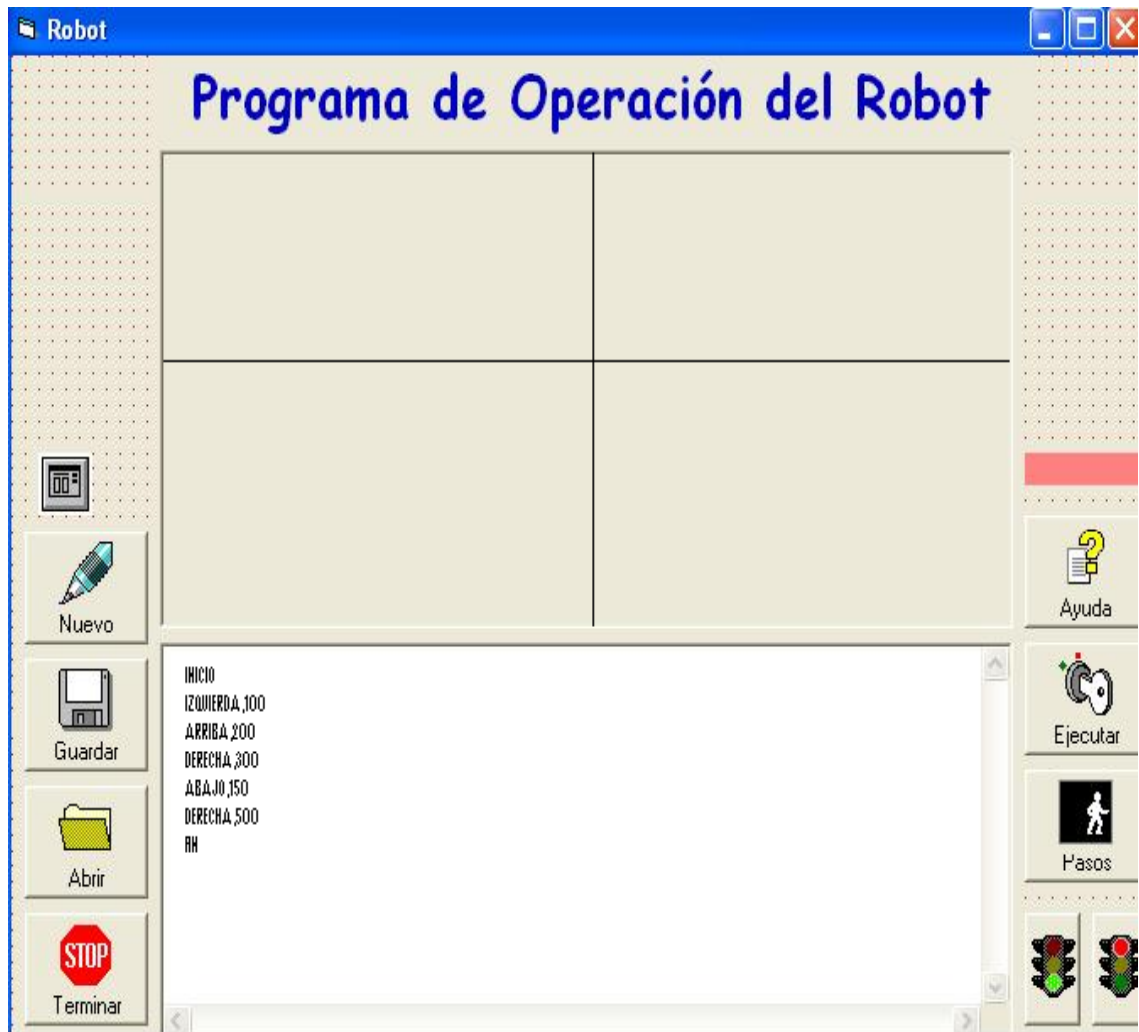 Robot
Programa de Operación del Robot
Nuevo
Guardar
Abrir
STOP
Terminar
INICIO
IZQUIERDA,100
ARRIBA,200
DERECHA,300
ABAJO,150
DERECHA,500
FIN
Ayuda
Ejecutar
Pasos